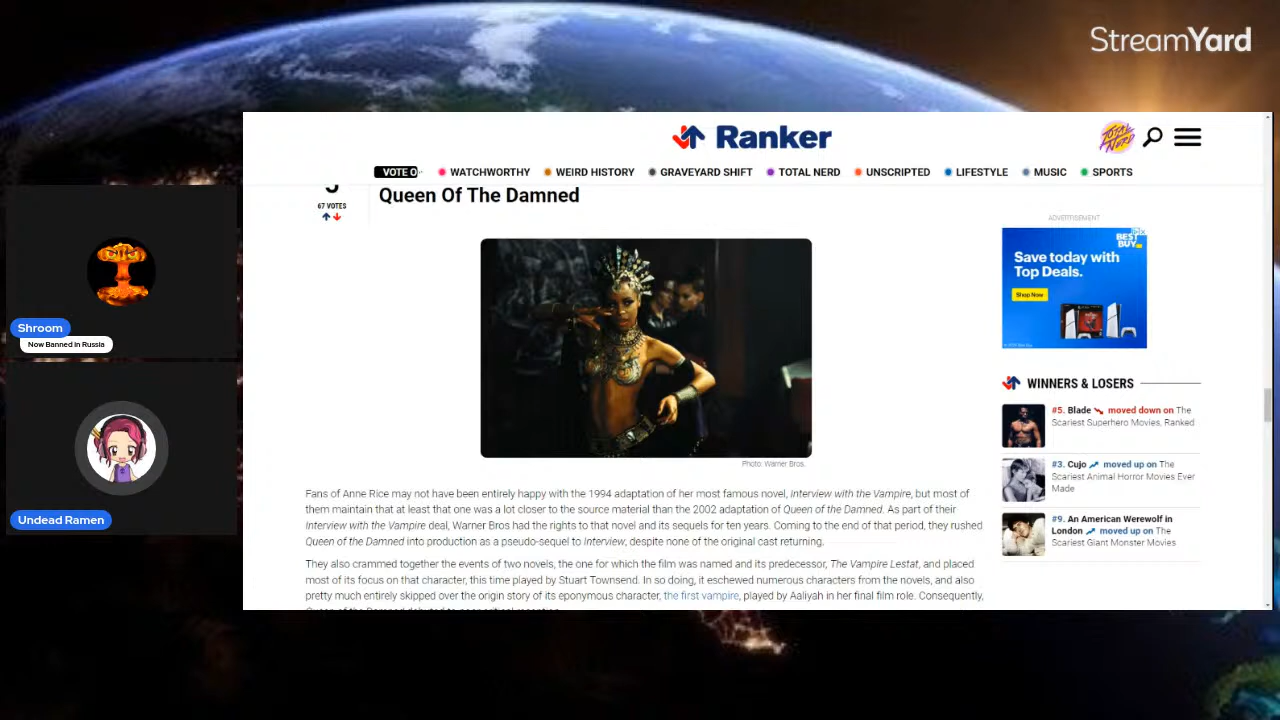 StreamYard
Ranker
TOTAL NERD
VOTE O
WATCHWORTHY
WEIRD HISTORY
GRAVEYARD SHIFT
TOTAL NERD
UNSCRIPTED
LIFESTYLE
MUSIC
SPORTS
67 VOTES
Queen Of The Damned
Photo: Warner Bros.
Fans of Anne Rice may not have been entirely happy with the 1994 adaptation of her most famous novel, Interview with the Vampire, but most of
them maintain that at least that one was a lot closer to the source material than the 2002 adaptation of Queen of the Damned. As part of their
Interview with the Vampire deal, Warner Bros had the rights to that novel and its sequels for ten years. Coming to the end of that period, they rushed
Queen of the Damned into production as a pseudo-sequel to Interview, despite none of the original cast returning.
They also crammed together the events of two novels, the one for which the film was named and its predecessor, The Vampire Lestat, and placed
most of its focus on that character, this time played by Stuart Townsend. In so doing, it eschewed numerous characters from the novels, and also
pretty much entirely skipped over the origin story of its eponymous character, the first vampire, played by Aaliyah in her final film role. Consequently,
ADVERTISEMENT
BEST BUY
Save today with
Top Deals.
Shop Now
WINNERS & LOSERS
#5. Blade moved down on The
Scariest Superhero Movies, Ranked
#3. Cujo moved up on The
Scariest Animal Horror Movies Ever
Made
#9. An American Werewolf in
London moved up on The
Scariest Giant Monster Movies
Shroom
Now Banned in Russia
Undead Ramen